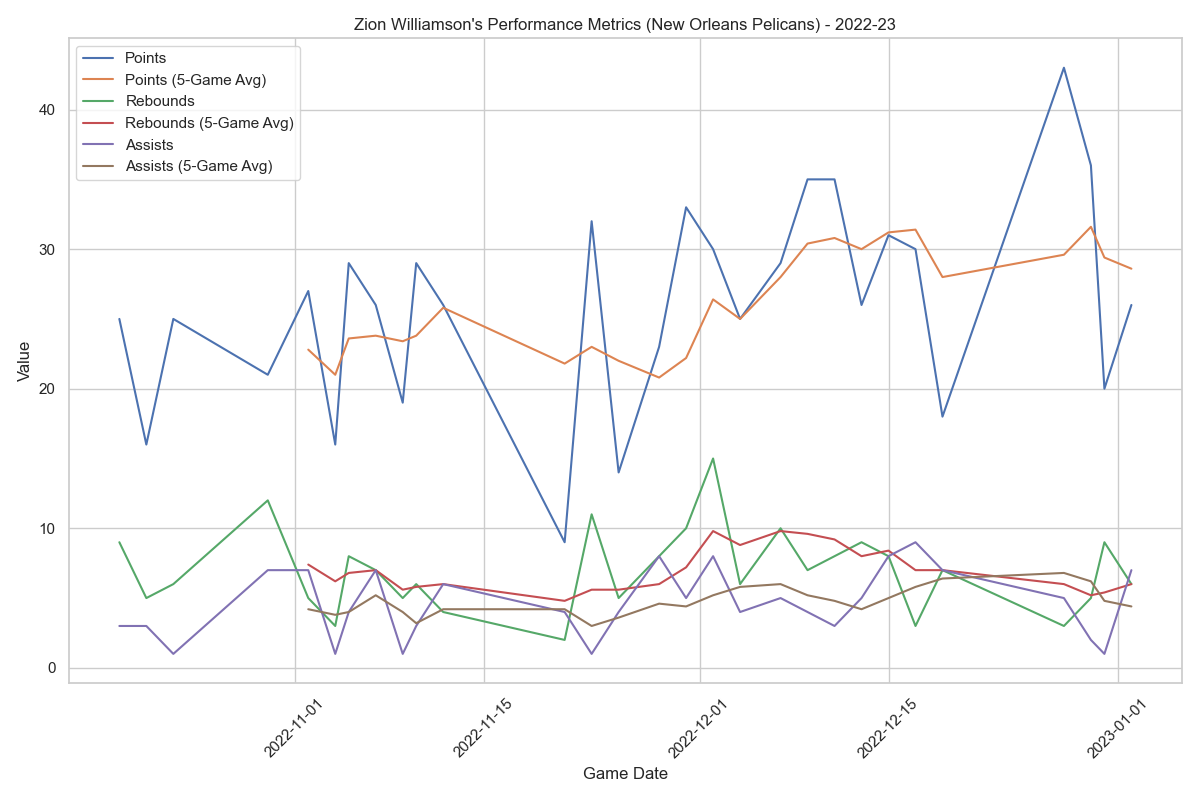 Zion Williamson's Performance Metrics (New Orleans Pelicans) - 2022-23
Points
Points (5-Game Avg)
Rebounds
Rebounds (5-Game Avg)
Assists
Assists (5-Game Avg)
40
30
20
10
0
Value
2022-11-01
2022-11-15
2022-12-01
2022-12-15
2023-01-01
Game Date